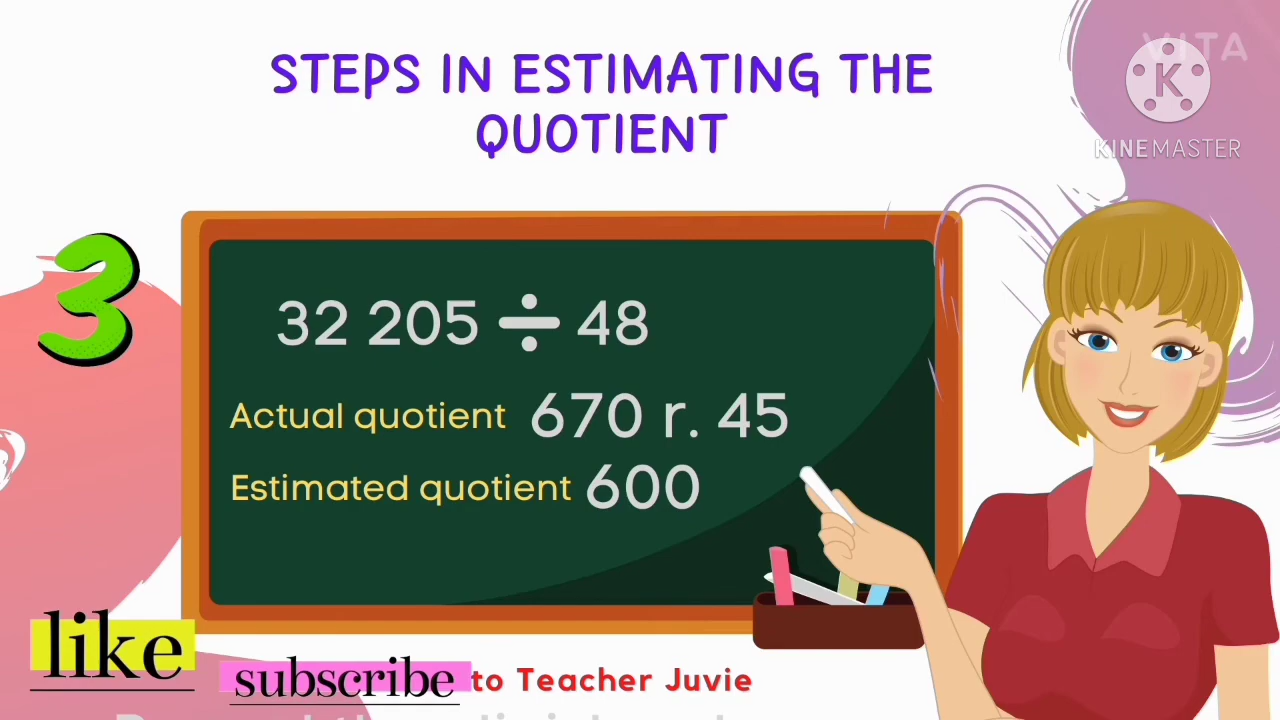 VITA
K
KINEMASTER
STEPS IN ESTIMATING THE
QUOTIENT
3
32 205 ÷ 48
Actual quotient 670 r. 45
Estimated quotient 600
like
subscribe to Teacher Juvie